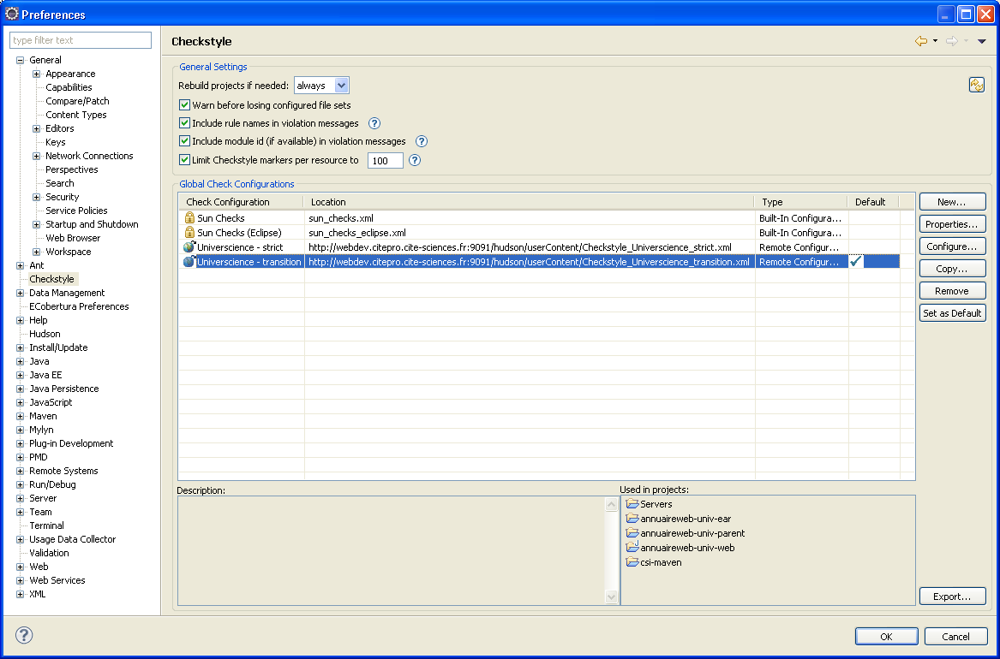 Preferences
type filter text
General
Appearance
Capabilities
Compare/Patch
Content Types
Editors
Keys
Network Connections
Perspectives
Search
Security
Service Policies
Startup and Shutdown
Web Browser
Workspace
Ant
Checkstyle
Data Management
ECobertura Preferences
Help
Hudson
Install/Update
Java
Java EE
Java Persistence
JavaScript
Maven
Mylyn
Plug-in Development
PMD
Remote Systems
Run/Debug
Server
Team
Terminal
Usage Data Collector
Validation
Web
Web Services
XML
Checkstyle
General Settings
Rebuild projects if needed: always
Warn before losing configured file sets
Include rule names in violation messages ?
Include module id (if available) in violation messages ?
Limit Checkstyle markers per resource to 100 ?
Global Check Configurations
Check Configuration Location Type Default
Sun Checks sun_checks.xml Built-In Configura...
Sun Checks (Eclipse) sun_checks_eclipse.xml Built-In Configura...
Universcience - strict http://webdev.citepro.cite-sciences.fr:9091/hudson/userContent/Checkstyle_Universcience_strict.xml Remote Configur...
Universcience - transition http://webdev.citepro.cite-sciences.fr:9091/hudson/userContent/Checkstyle_Universcience_transition.xml Remote Configur...
New...
Properties...
Configure...
Copy...
Remove
Set as Default
Description:
Used in projects:
Servers
annuaireweb-univ-ear
annuaireweb-univ-parent
annuaireweb-univ-web
csi-maven
Export...
?
OK Cancel